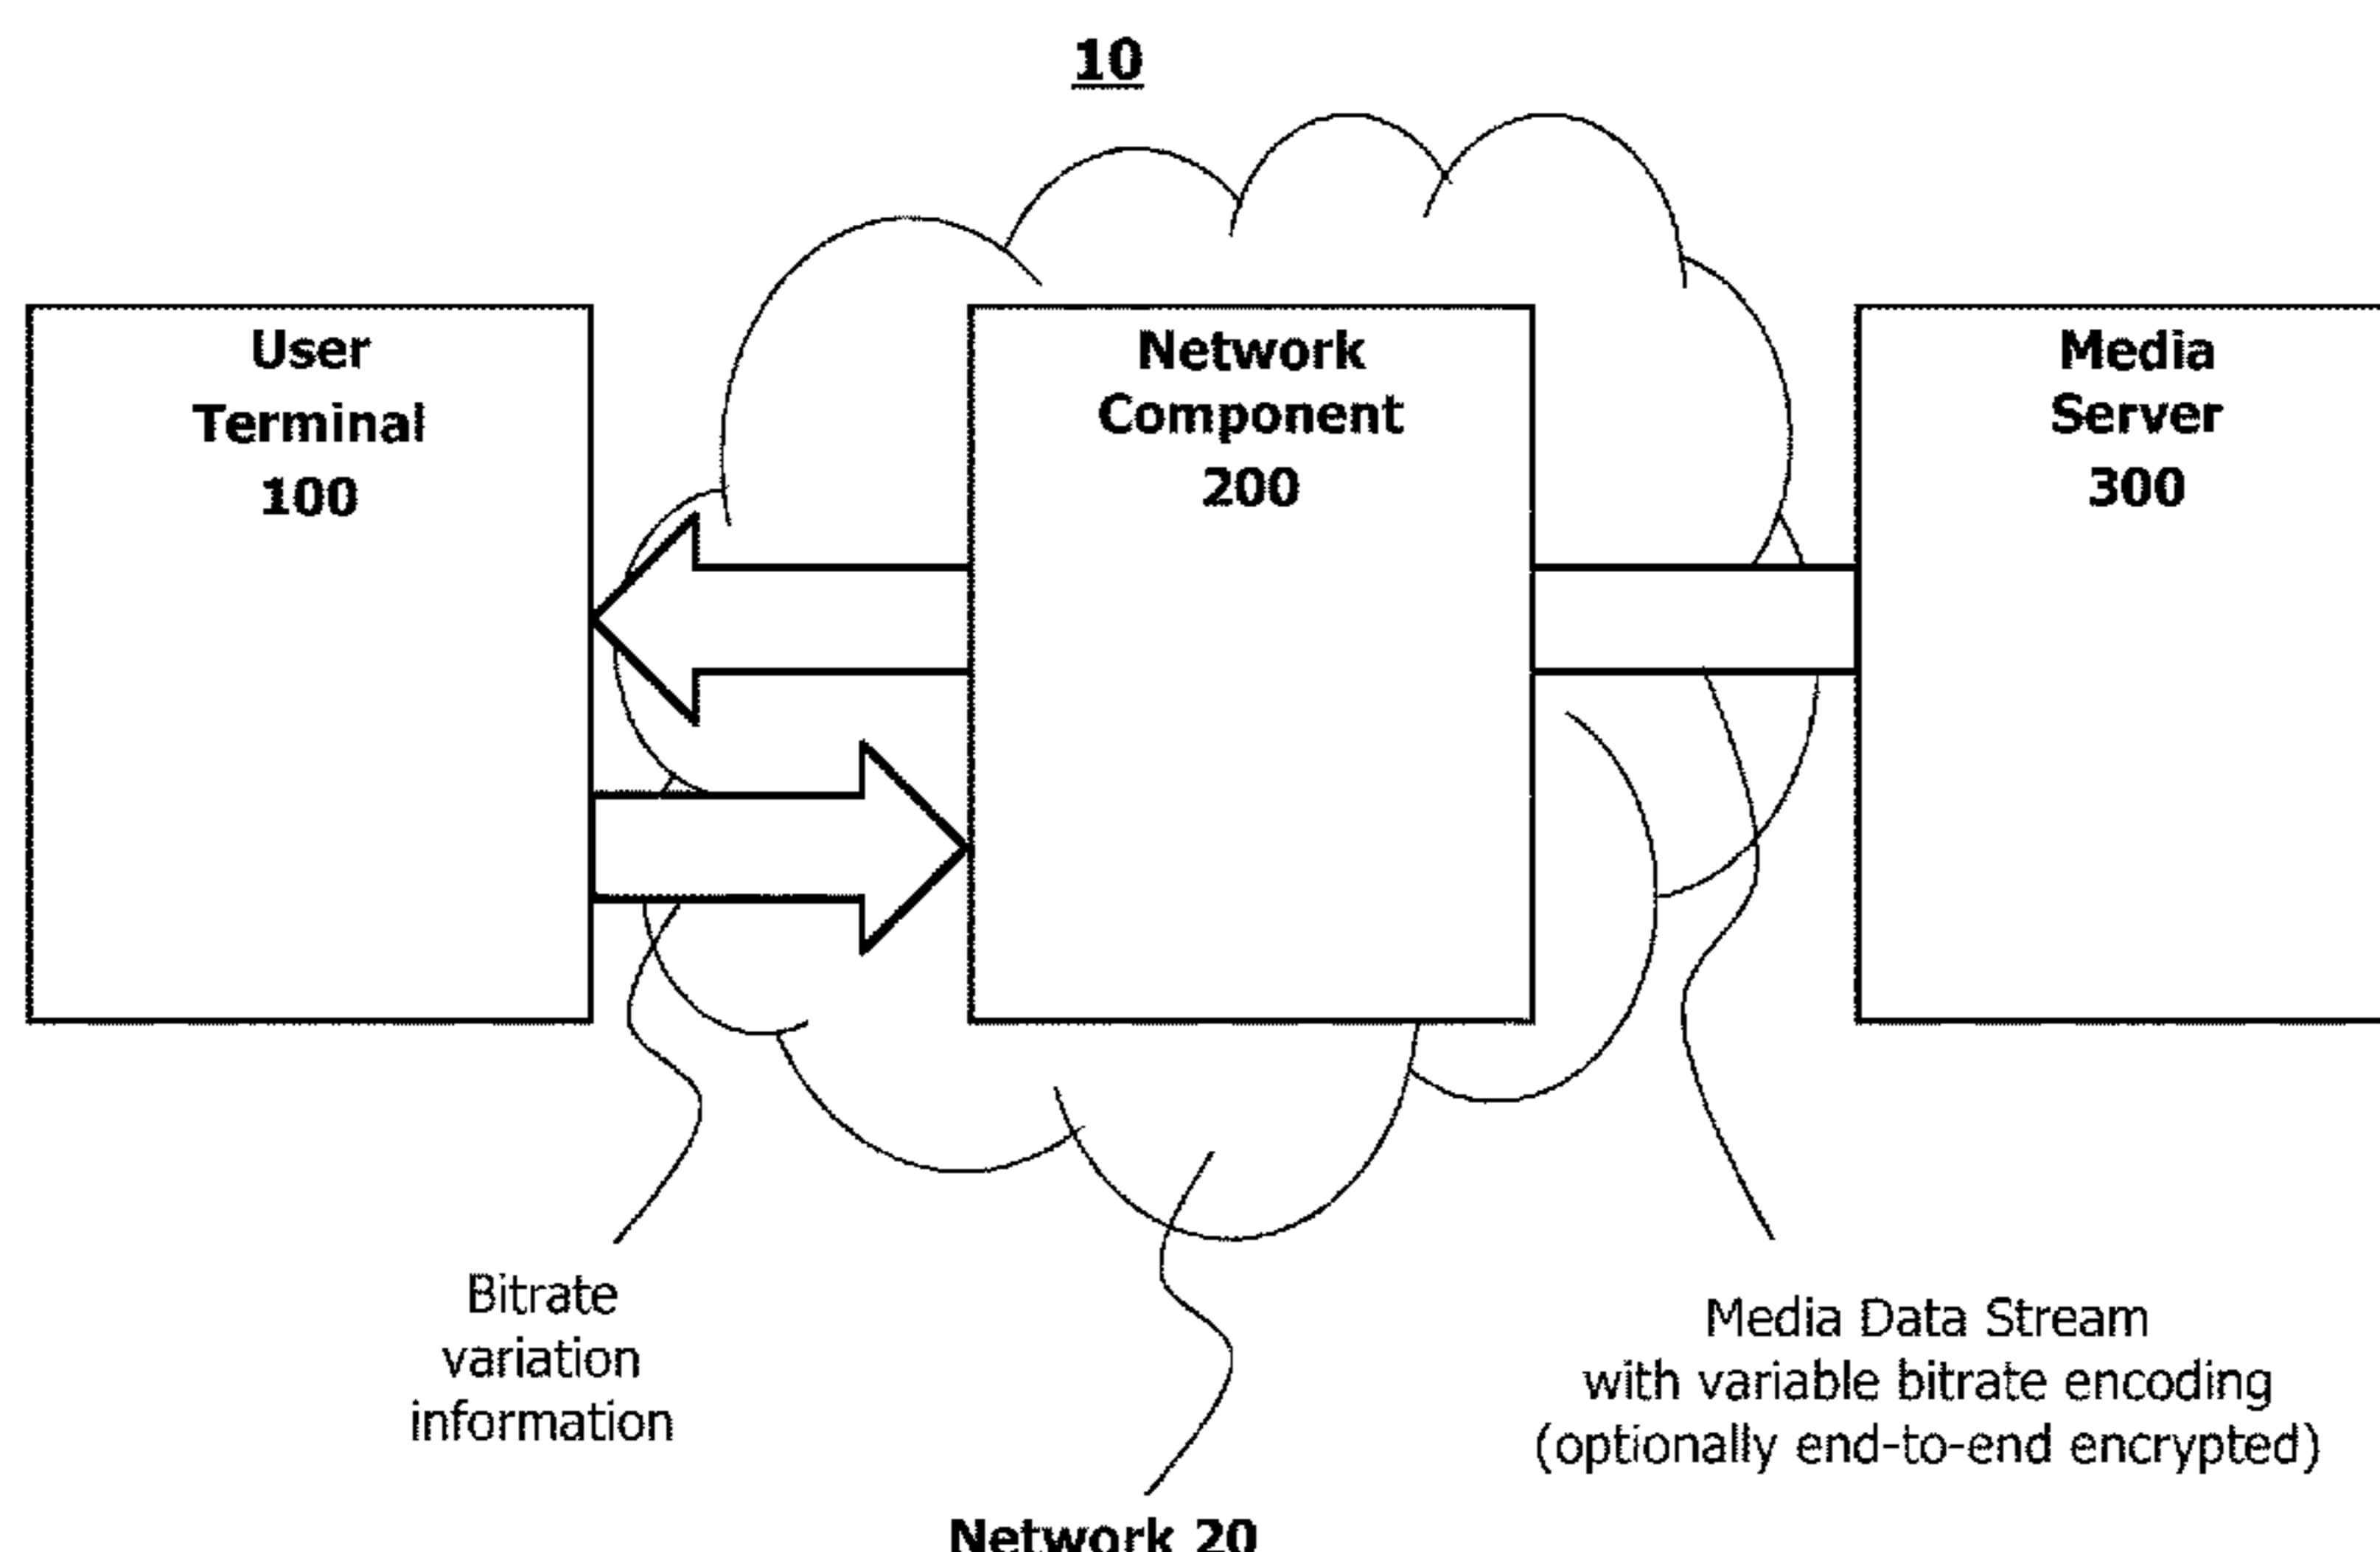 10
User
Terminal
100
Network
Component
200
Media
Server
300
Bitrate
variation
information
Media Data Stream
with variable bitrate encoding
(optionally end-to-end encrypted)
Network 20